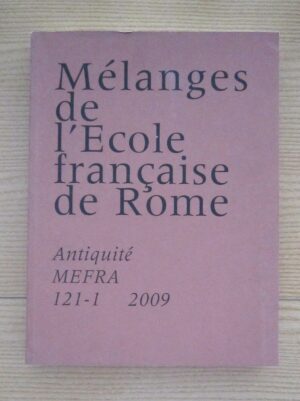 Mélanges
de
l'Ecole
française
de Rome
Antiquité
MEFRA
121-1 2009